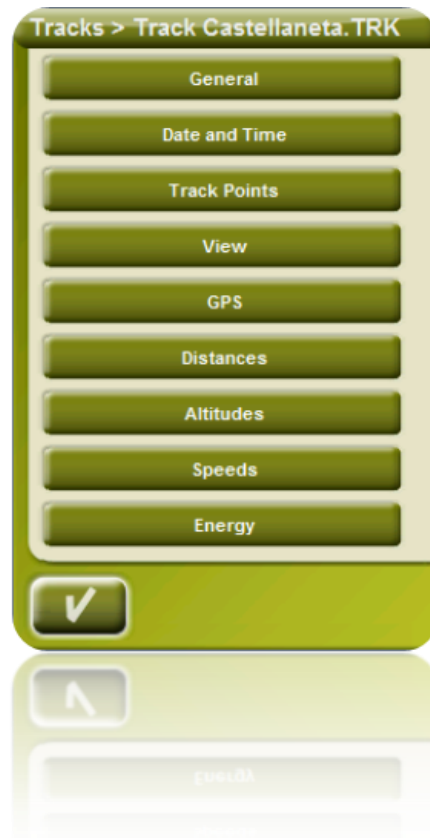 Tracks > Track Castellaneta.TRK
General
Date and Time
Track Points
View
GPS
Distances
Altitudes
Speeds
Energy